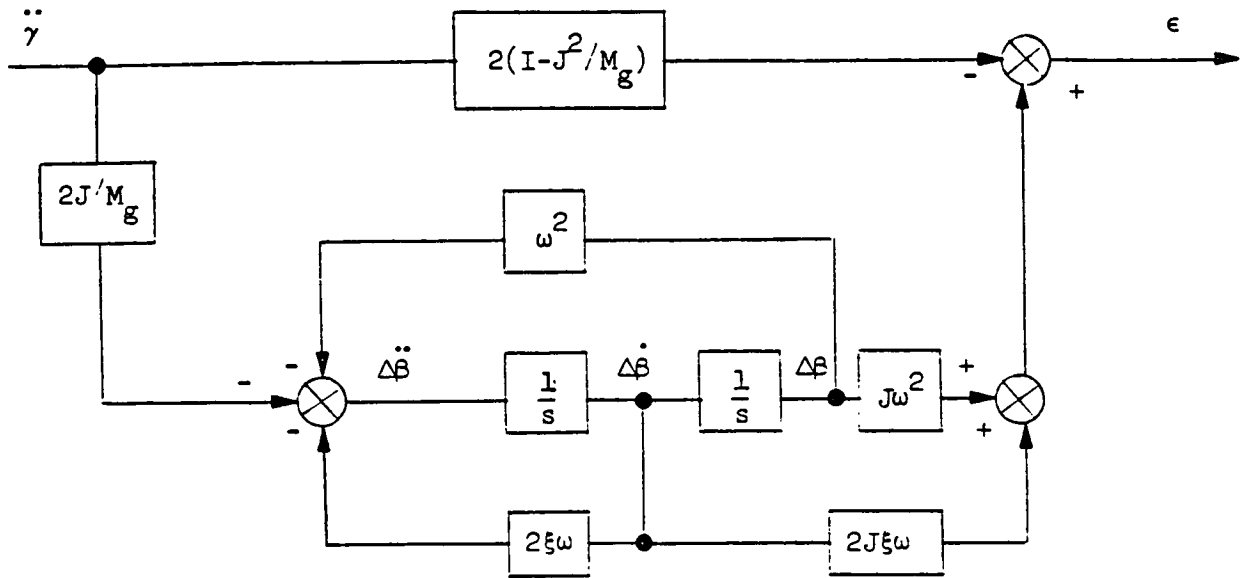 γ̈
ε
2(I-J²/M_g)
-
+
2J/M_g
ω²
-
-
-
Δβ̈
1/s
Δβ̇
1/s
Δβ
Jω²
+
+
2ξω
2Jξω